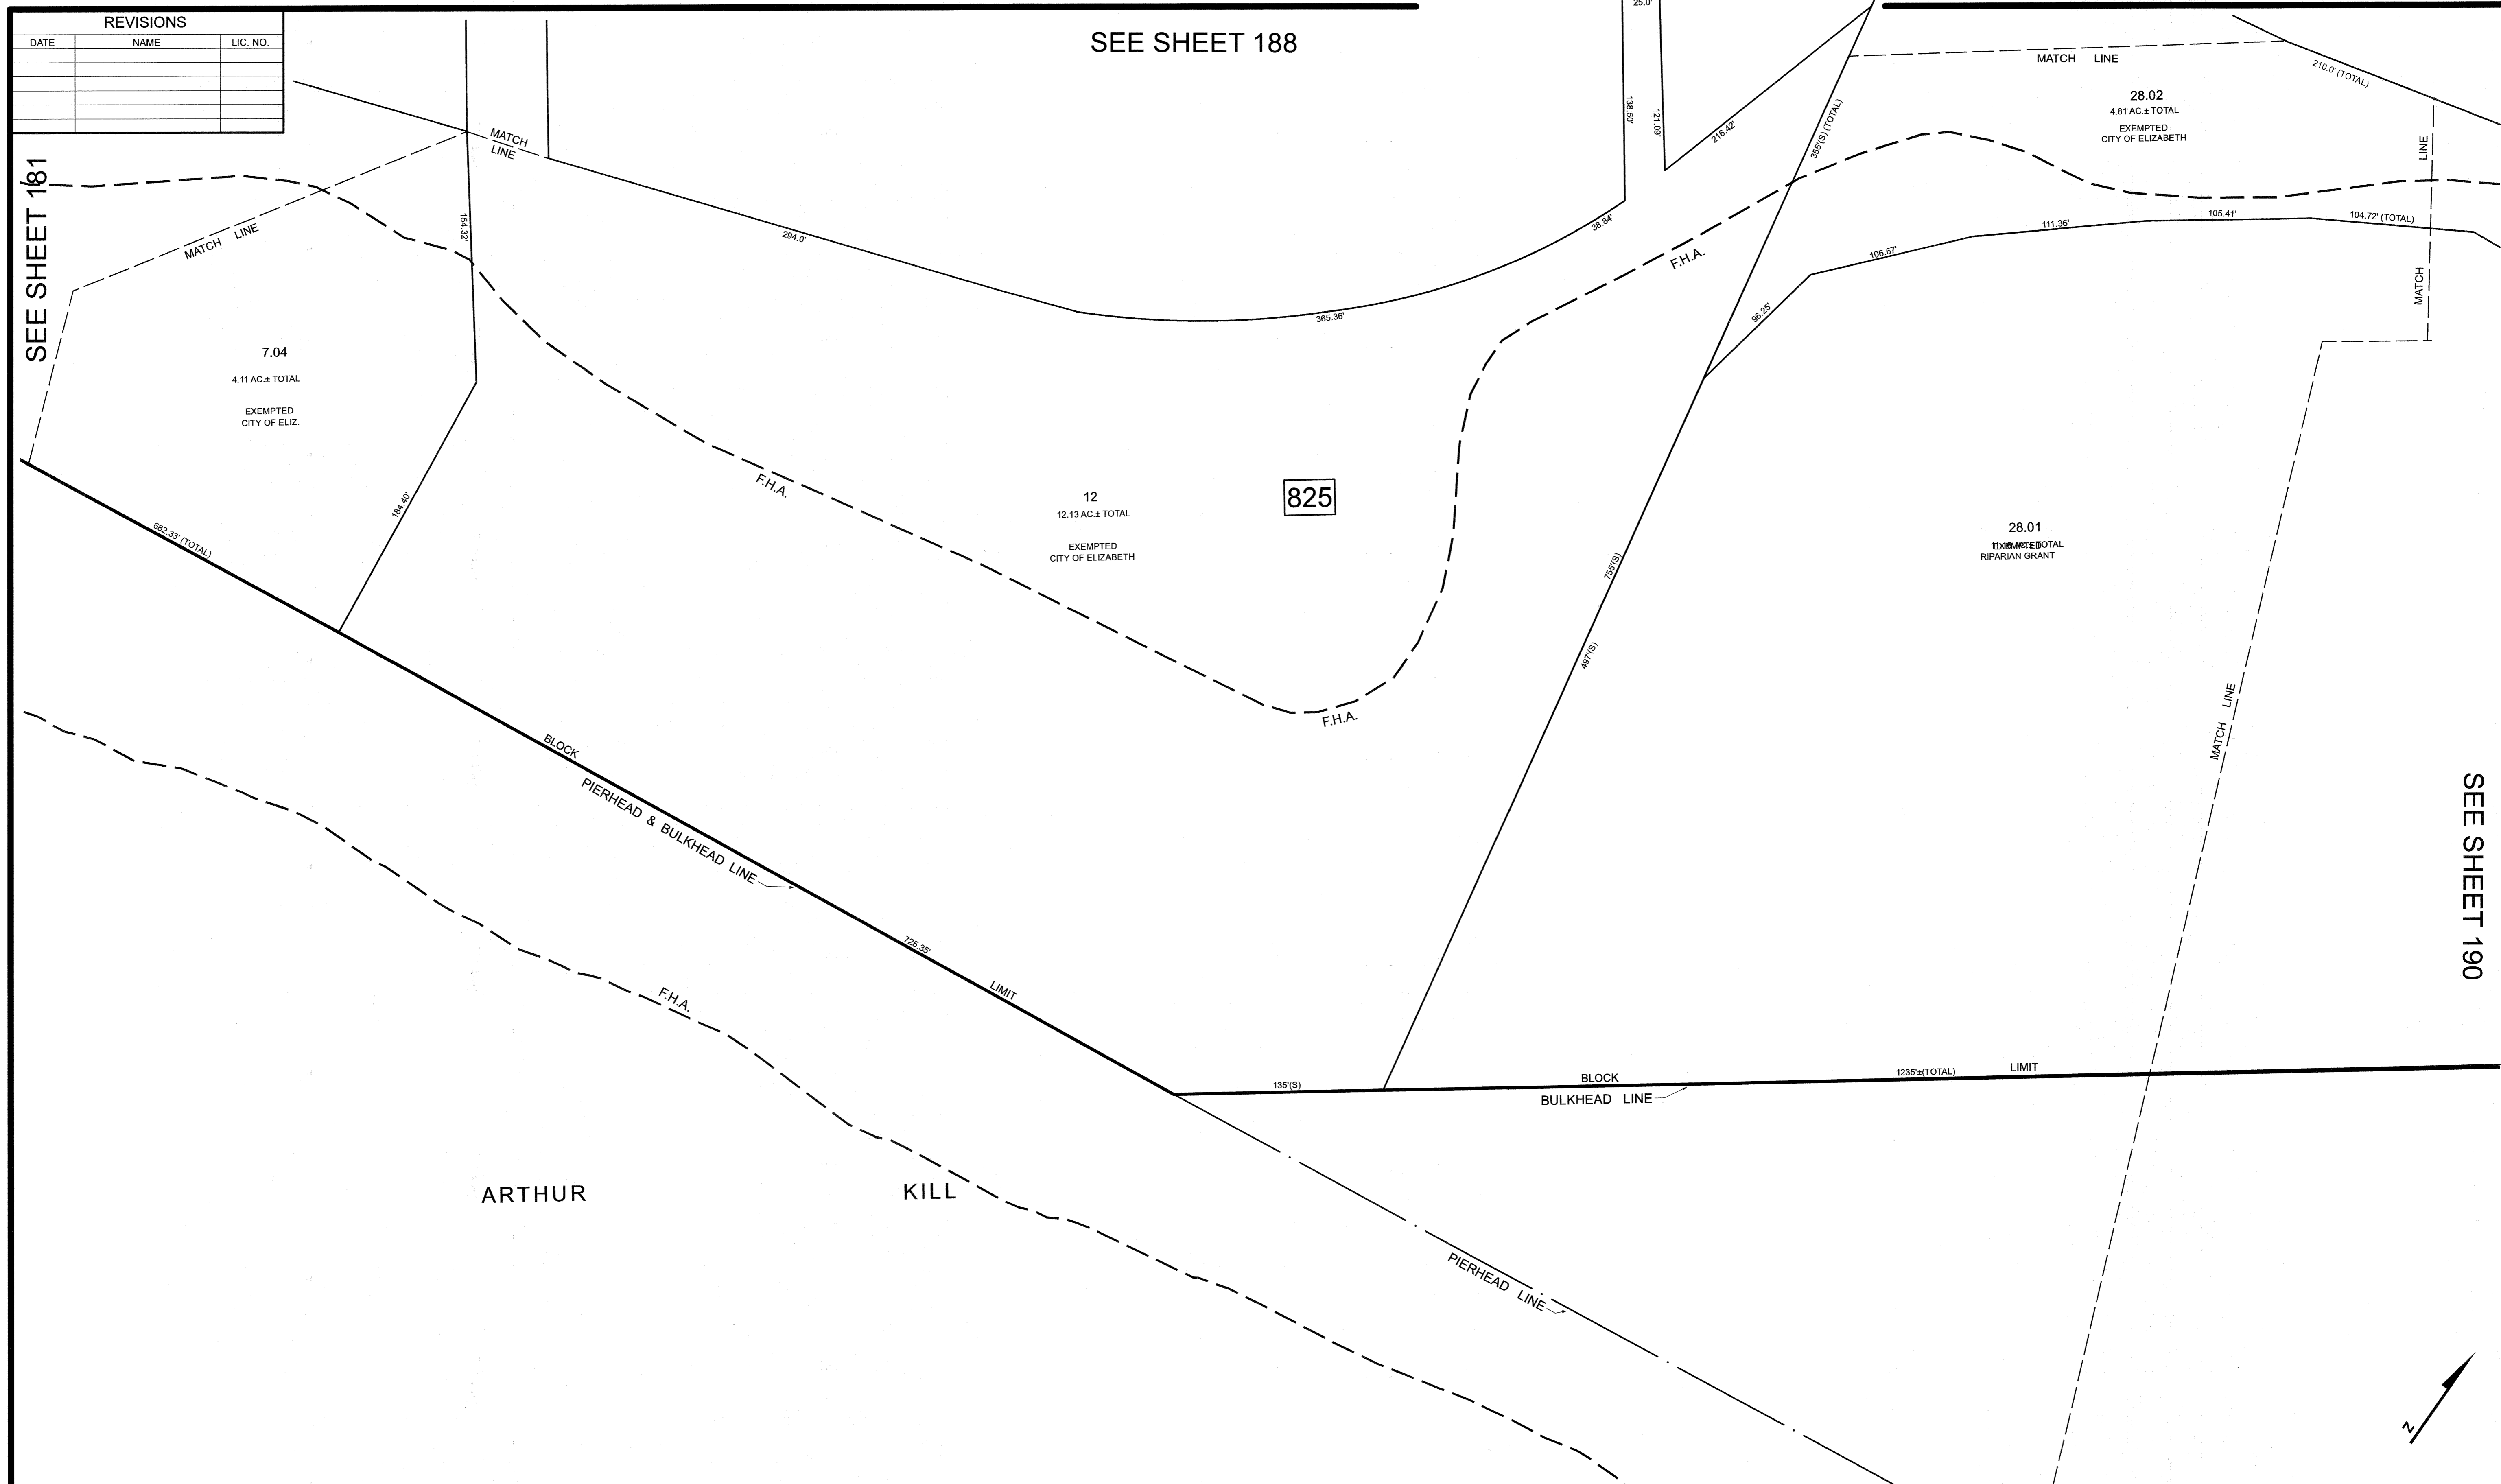 REVISIONS
DATE NAME LIC. NO.
SEE SHEET 188
25.0'
MATCH LINE
210.0' (TOTAL)
28.02
4.81 AC.± TOTAL
EXEMPTED
CITY OF ELIZABETH
138.50'
121.09'
216.42'
355'(S) (TOTAL)
MATCH
LINE
MATCH LINE
SEE SHEET 181
MATCH LINE
154.32'
294.0'
38.84'
365.36'
F.H.A.
96.25'
106.67'
111.36'
105.41'
104.72' (TOTAL)
7.04
4.11 AC.± TOTAL
EXEMPTED
CITY OF ELIZ.
184.40'
682.33' (TOTAL)
F.H.A.
12
12.13 AC.± TOTAL
EXEMPTED
CITY OF ELIZABETH
825
28.01
EXEMPTED
TOTAL
RIPARIAN GRANT
755'(S)
497'(S)
F.H.A.
MATCH LINE
BLOCK
PIERHEAD & BULKHEAD LINE
725.35'
LIMIT
F.H.A.
SEE SHEET 190
135'(S)
BLOCK
1235'±(TOTAL)
LIMIT
BULKHEAD LINE
ARTHUR KILL
PIERHEAD LINE
N